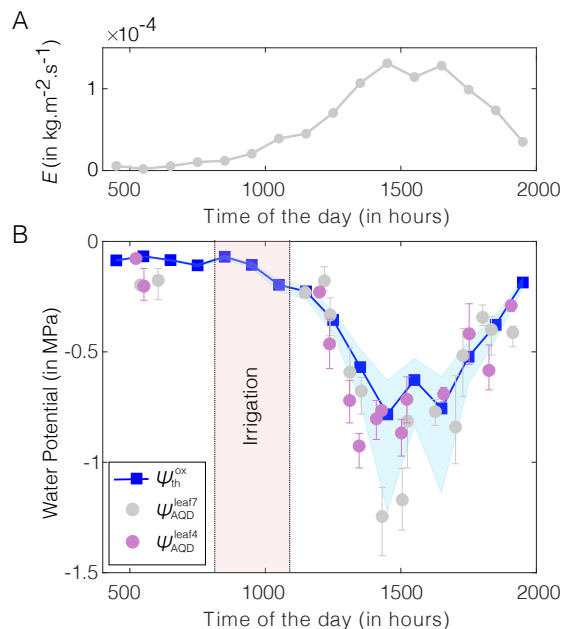 A
×10⁻⁴
E (in kg.m⁻².s⁻¹)
1
0
500
1000
1500
2000
Time of the day (in hours)
B
Water Potential (in MPa)
0
-0.5
-1
-1.5
Irrigation
ψ_th^ox
ψ_AQD^leaf7
ψ_AQD^leaf4
500
1000
1500
2000
Time of the day (in hours)